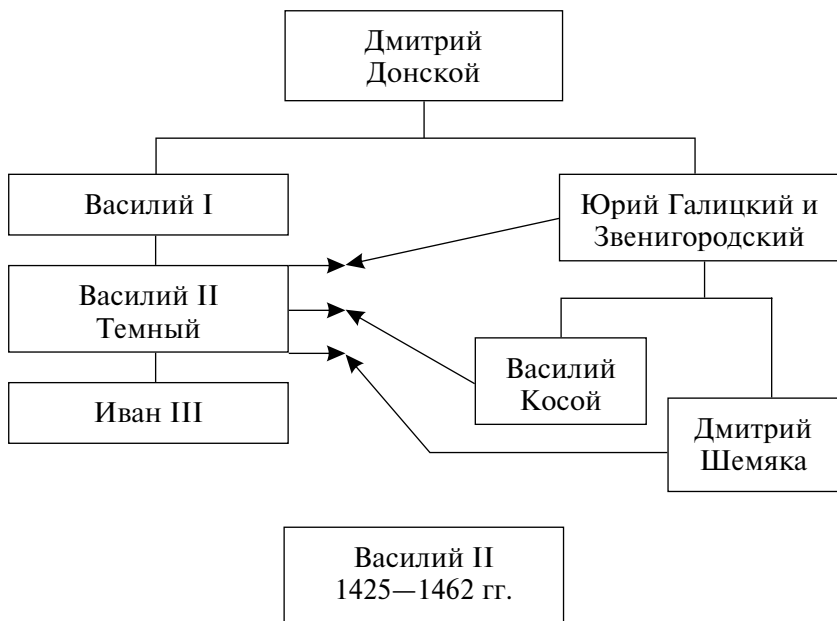 Дмитрий
Донской
Василий I
Юрий Галицкий и
Звенигородский
Василий II
Темный
Василий
Косой
Иван III
Дмитрий
Шемяка
Василий II
1425—1462 гг.